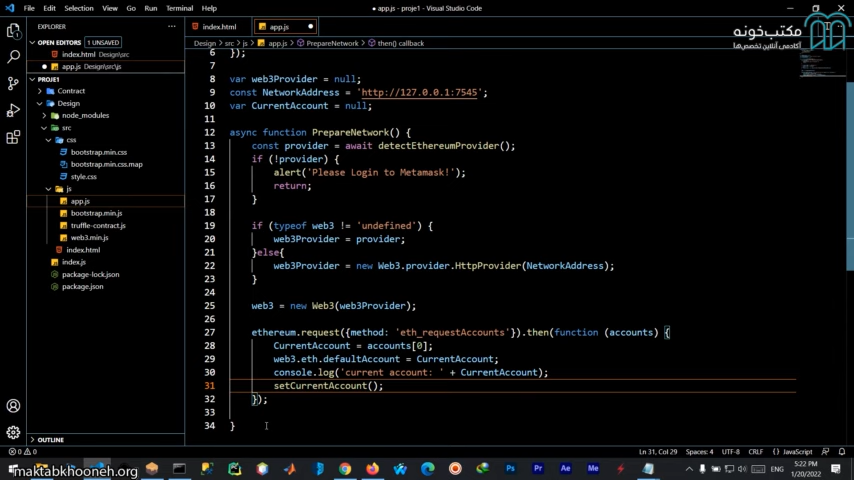 File Edit Selection View Go Run Terminal Help
● app.js - Proje1 - Visual Studio Code
EXPLORER
index.html
app.js
مکتب‌خونه
آکادمی آنلاین تخصص‌ها
OPEN EDITORS 1 UNSAVED
index.html Design\src
app.js Design\src\js
PROJE1
Contract
Design
node_modules
src
css
bootstrap.min.css
bootstrap.min.css.map
style.css
js
app.js
bootstrap.min.js
truffle-contract.js
web3.min.js
index.html
index.js
package-lock.json
package.json
OUTLINE
Design > src > js > app.js > PrepareNetwork > then() callback
6 });
7
8 var web3Provider = null;
9 const NetworkAddress = 'http://127.0.0.1:7545';
10 var CurrentAccount = null;
11
12 async function PrepareNetwork() {
13 const provider = await detectEthereumProvider();
14 if (!provider) {
15 alert('Please Login to Metamask!');
16 return;
17 }
18
19 if (typeof web3 != 'undefined') {
20 web3Provider = provider;
21 }else{
22 web3Provider = new Web3.provider.HttpProvider(NetworkAddress);
23 }
24
25 web3 = new Web3(web3Provider);
26
27 ethereum.request({method: 'eth_requestAccounts'}).then(function (accounts) {
28 CurrentAccount = accounts[0];
29 web3.eth.defaultAccount = CurrentAccount;
30 console.log('current account: ' + CurrentAccount);
31 setCurrentAccount();
32 });
33
34 }
0 0
Ln 31, Col 29 Spaces: 4 UTF-8 CRLF {} JavaScript
maktabkhooneh.org
Ps Pr Ae Me
5:22 PM
1/20/2022